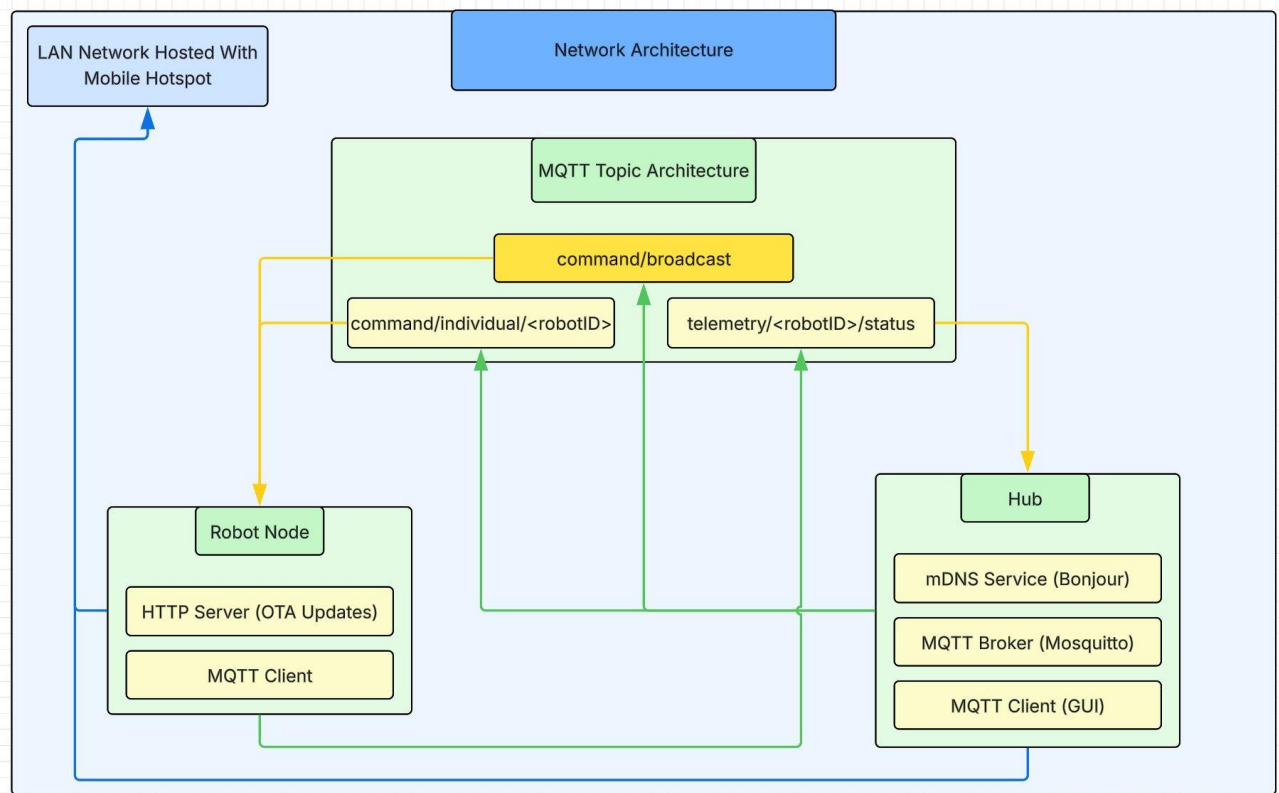 LAN Network Hosted With
Mobile Hotspot
Network Architecture
MQTT Topic Architecture
command/broadcast
command/individual/<robotID>
telemetry/<robotID>/status
Robot Node
HTTP Server (OTA Updates)
MQTT Client
Hub
mDNS Service (Bonjour)
MQTT Broker (Mosquitto)
MQTT Client (GUI)